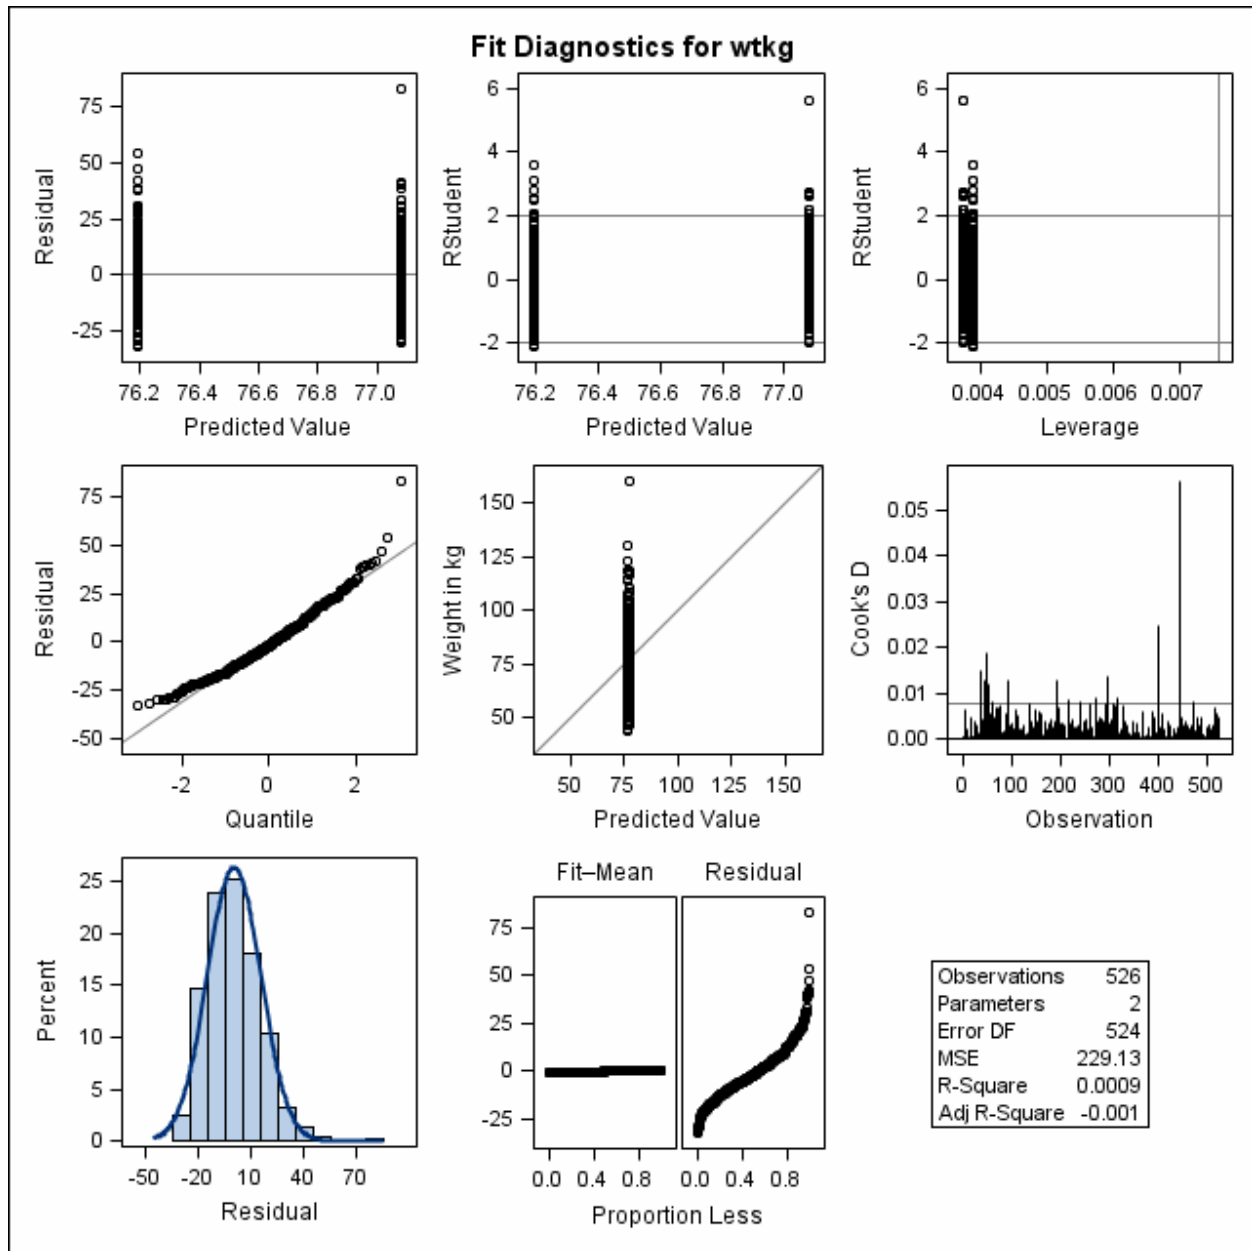 Fit Diagnostics for wtkg
75
50
25
0
-25
Residual
76.2 76.4 76.6 76.8 77.0
Predicted Value
6
4
2
0
-2
RStudent
76.2 76.4 76.6 76.8 77.0
Predicted Value
6
4
2
0
-2
RStudent
0.004 0.005 0.006 0.007
Leverage
75
50
25
0
-25
-50
Residual
-2 0 2
Quantile
150
125
100
75
50
Weight in kg
50 75 100 125 150
Predicted Value
0.05
0.04
0.03
0.02
0.01
0.00
Cook's D
0 100 200 300 400 500
Observation
25
20
15
10
5
0
Percent
-50 -20 10 40 70
Residual
Fit–Mean Residual
75
50
25
0
-25
0.0 0.4 0.8 0.0 0.4 0.8
Proportion Less
Observations 526
Parameters 2
Error DF 524
MSE 229.13
R-Square 0.0009
Adj R-Square -0.001